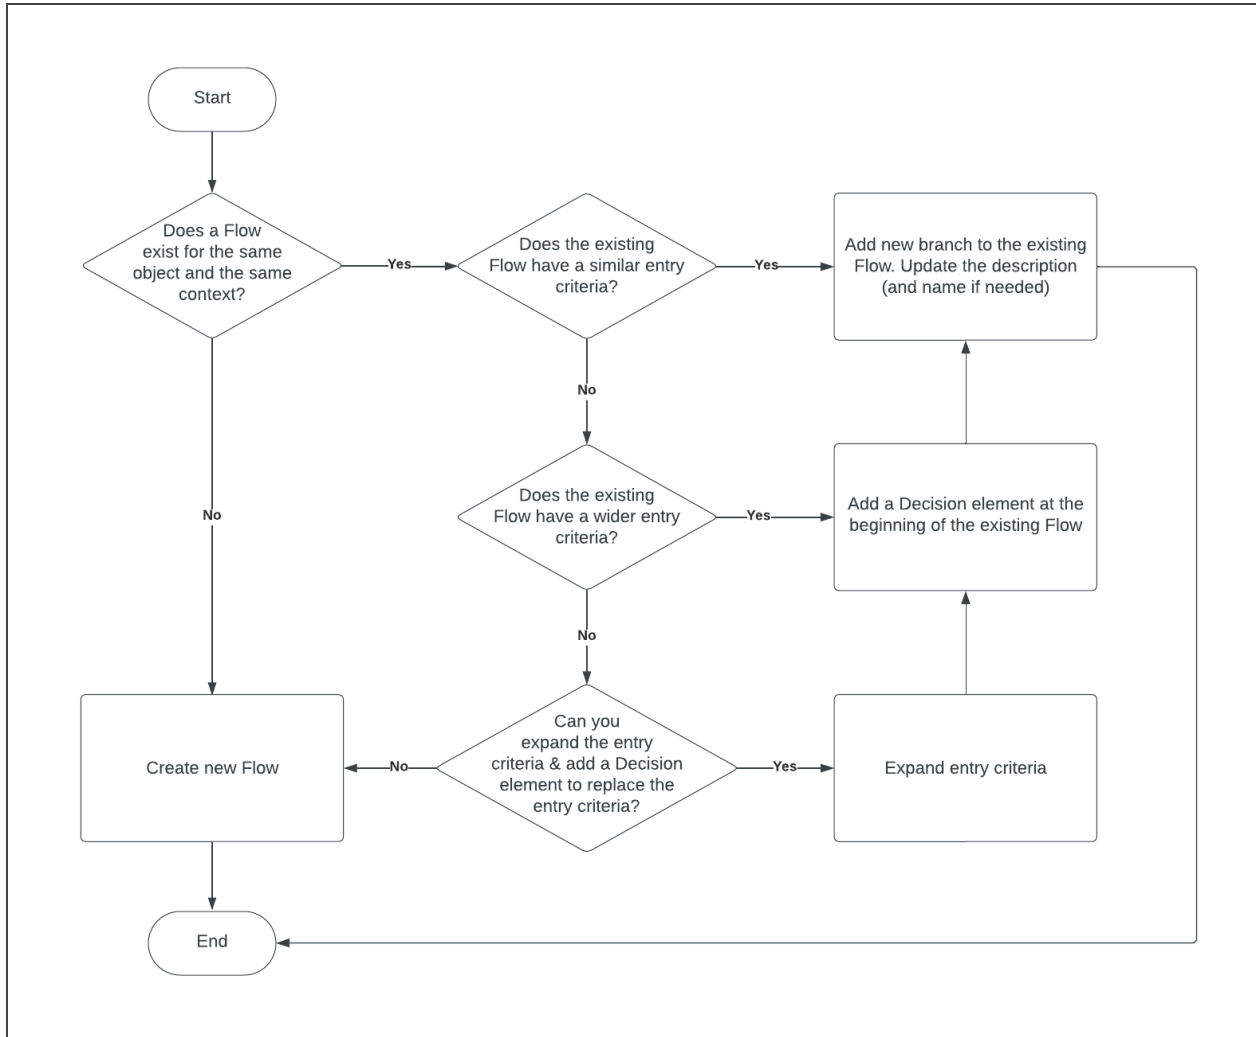 Start
Does a Flow
exist for the same
object and the same
context?
Yes
Does the existing
Flow have a similar entry
criteria?
Yes
Add new branch to the existing
Flow. Update the description
(and name if needed)
No
No
Does the existing
Flow have a wider entry
criteria?
Yes
Add a Decision element at the
beginning of the existing Flow
No
Create new Flow
No
Can you
expand the entry
criteria & add a Decision
element to replace the
entry criteria?
Yes
Expand entry criteria
End